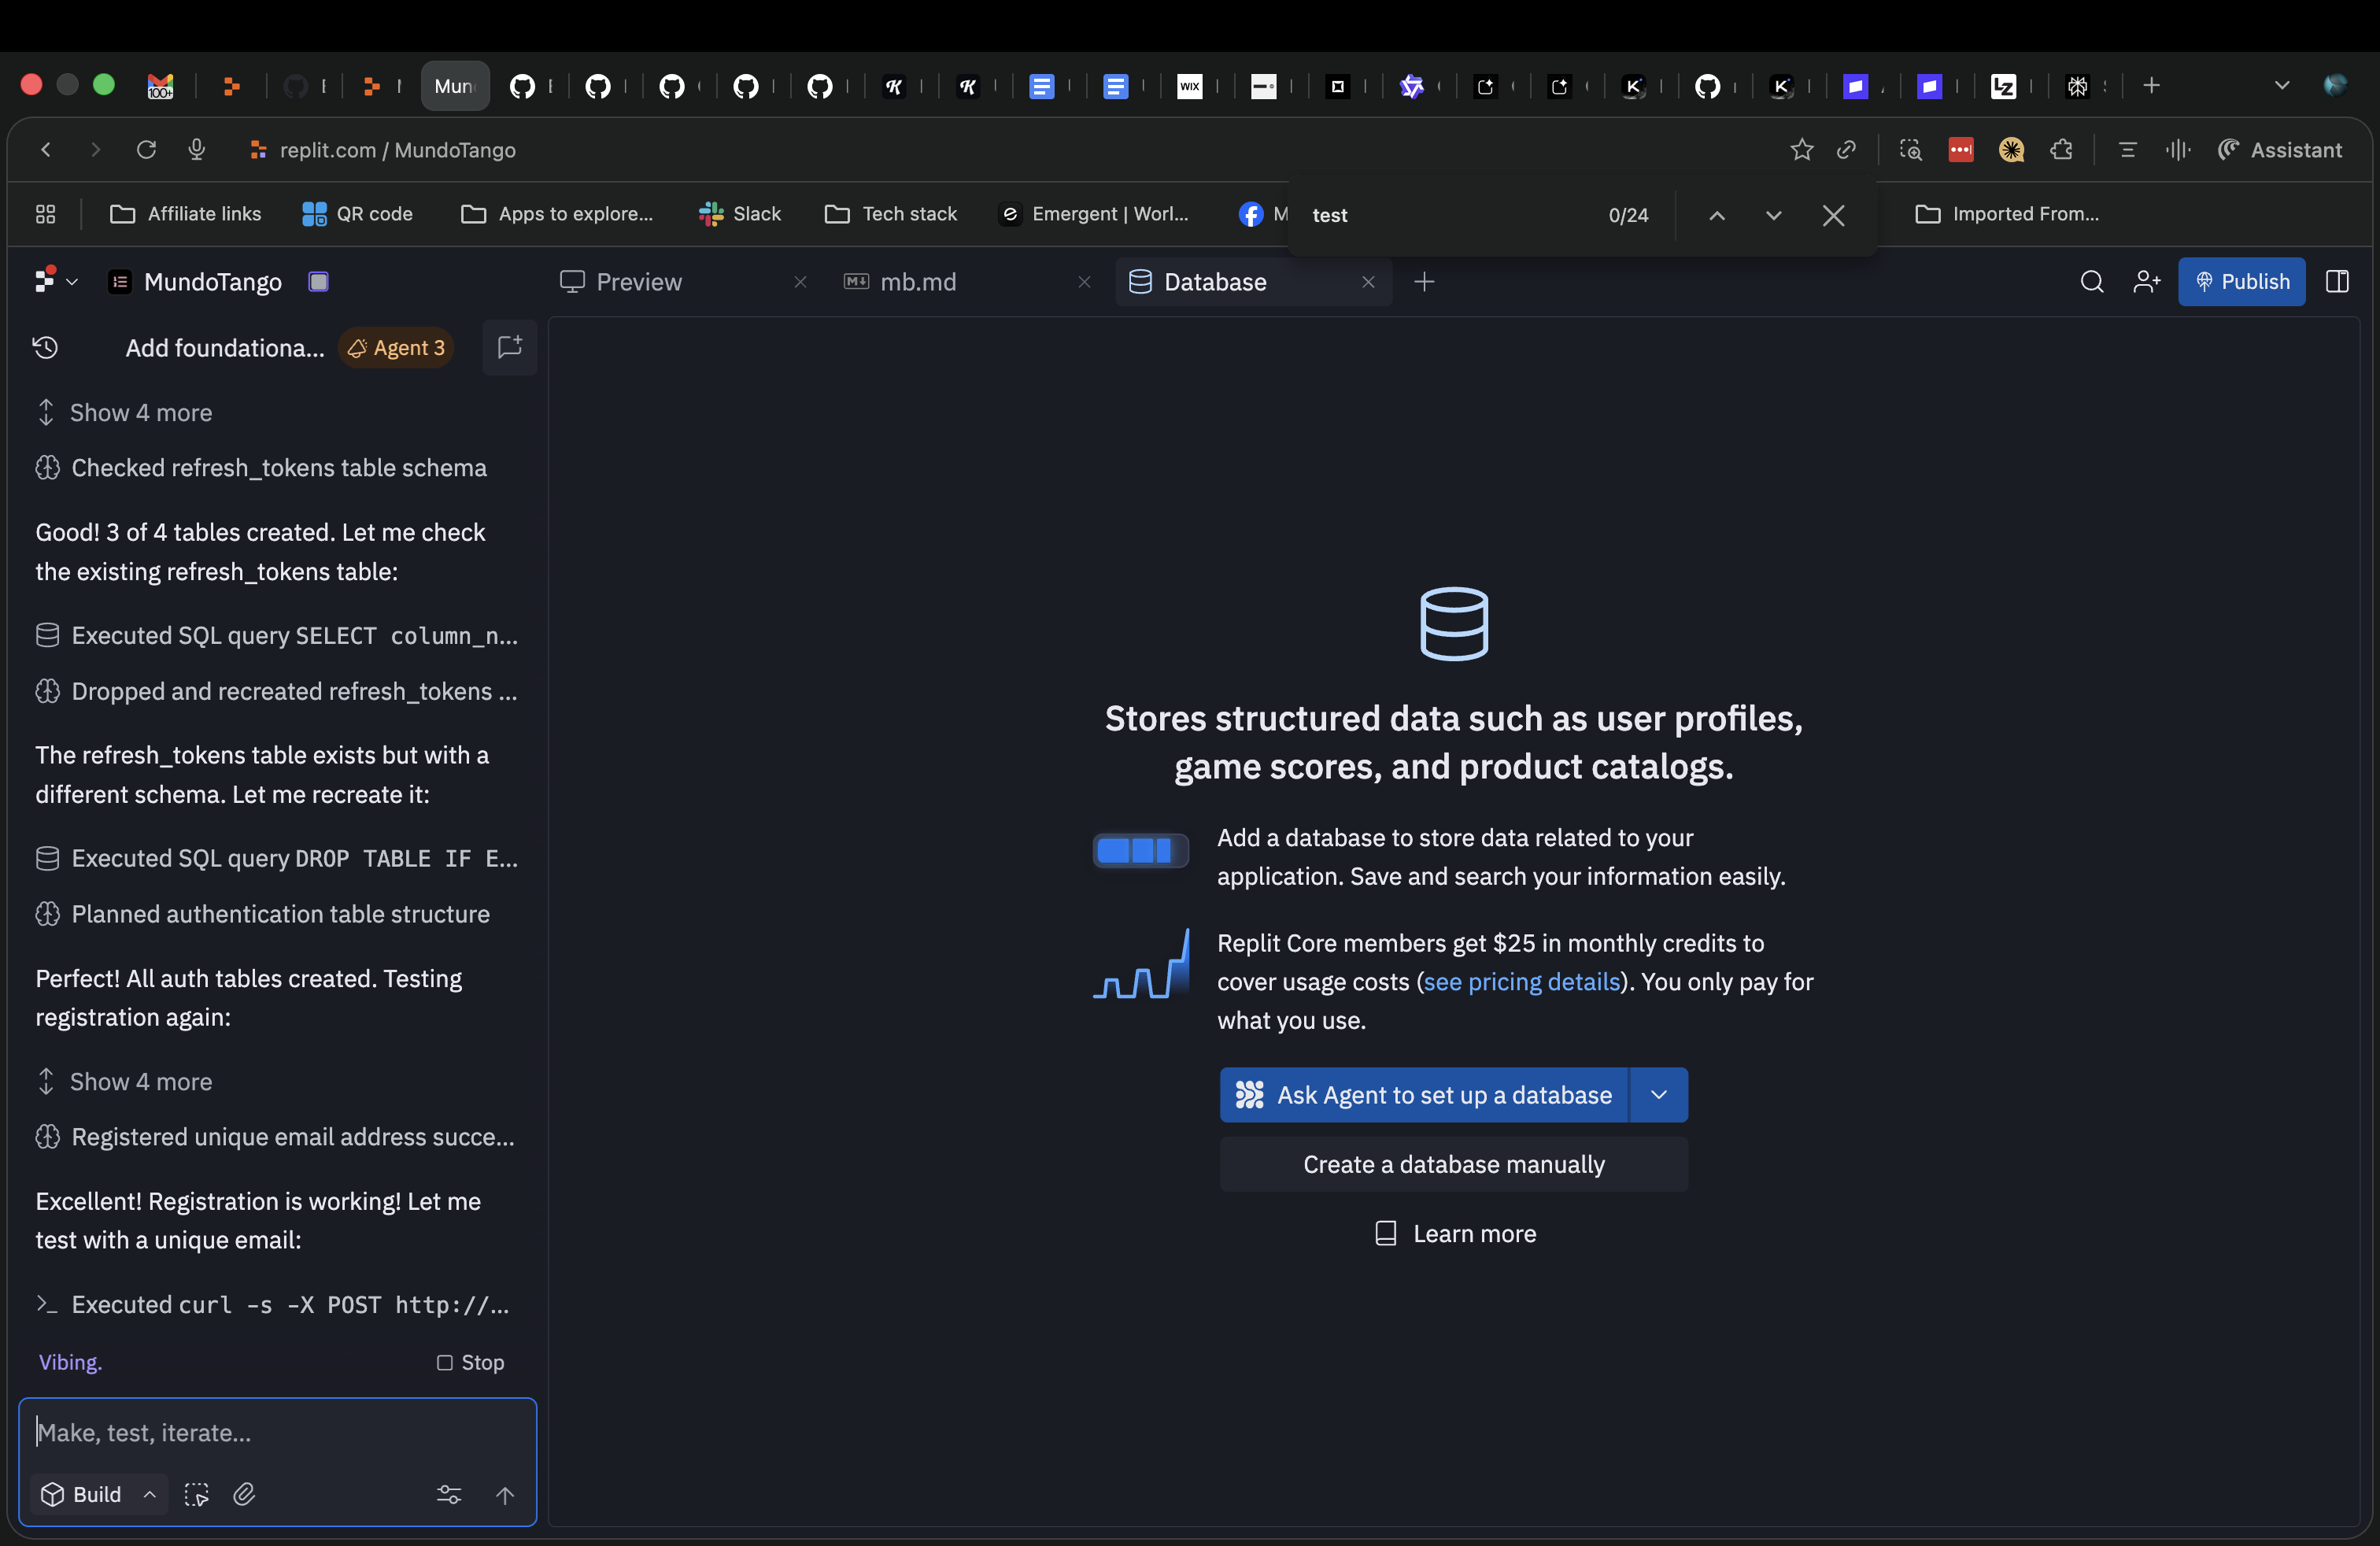 100+
Mun
WIX
LZ
replit.com / MundoTango
Assistant
Affiliate links
QR code
Apps to explore...
Slack
Tech stack
Emergent | Worl...
M
test
0/24
Imported From...
MundoTango
Preview
mb.md
Database
Publish
Add foundationa...
Agent 3
Show 4 more
Checked refresh_tokens table schema
Good! 3 of 4 tables created. Let me check
the existing refresh_tokens table:
Executed SQL query SELECT column_n...
Dropped and recreated refresh_tokens ...
The refresh_tokens table exists but with a
different schema. Let me recreate it:
Executed SQL query DROP TABLE IF E...
Planned authentication table structure
Perfect! All auth tables created. Testing
registration again:
Show 4 more
Registered unique email address succe...
Excellent! Registration is working! Let me
test with a unique email:
Executed curl -s -X POST http://...
Vibing.
Stop
Make, test, iterate...
Build
Stores structured data such as user profiles,
game scores, and product catalogs.
Add a database to store data related to your
application. Save and search your information easily.
Replit Core members get $25 in monthly credits to
cover usage costs (see pricing details). You only pay for
what you use.
Ask Agent to set up a database
Create a database manually
Learn more